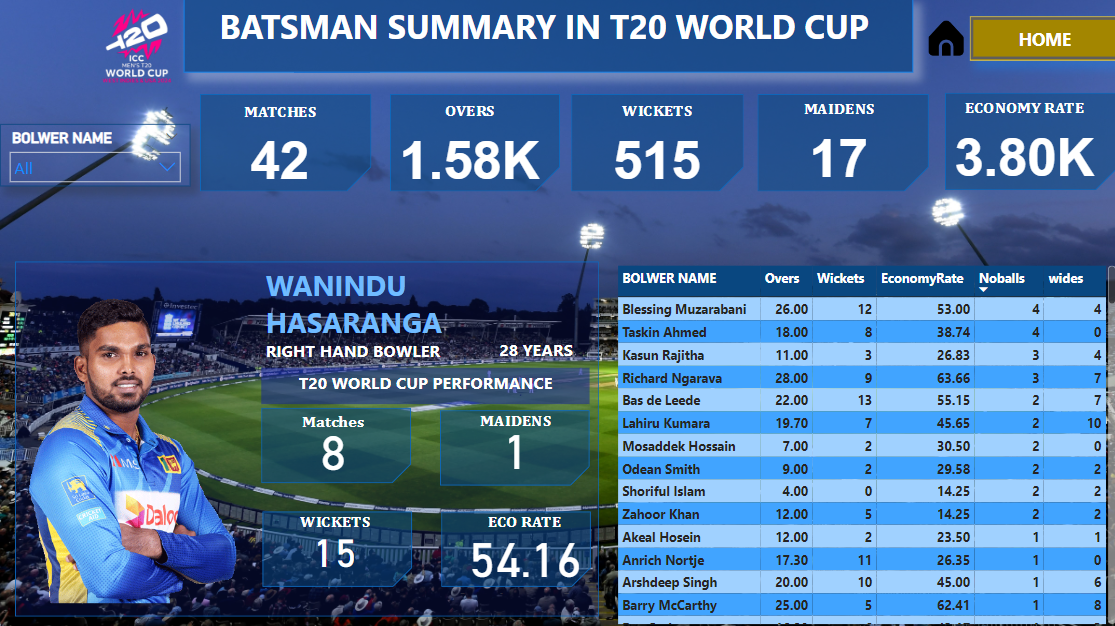 T20
ICC
MEN'S T20
WORLD CUP
BATSMAN SUMMARY IN T20 WORLD CUP
HOME
BOLWER NAME
All
MATCHES
42
OVERS
1.58K
WICKETS
515
MAIDENS
17
ECONOMY RATE
3.80K
WANINDU
HASARANGA
RIGHT HAND BOWLER 28 YEARS
T20 WORLD CUP PERFORMANCE
Matches
8
MAIDENS
1
WICKETS
15
ECO RATE
54.16
Investec
Dialog
BOLWER NAME Overs Wickets EconomyRate Noballs wides
Blessing Muzarabani 26.00 12 53.00 4 4
Taskin Ahmed 18.00 8 38.74 4 0
Kasun Rajitha 11.00 3 26.83 3 4
Richard Ngarava 28.00 9 63.66 3 7
Bas de Leede 22.00 13 55.15 2 7
Lahiru Kumara 19.70 7 45.65 2 10
Mosaddek Hossain 7.00 2 30.50 2 0
Odean Smith 9.00 2 29.58 2 2
Shoriful Islam 4.00 0 14.25 2 2
Zahoor Khan 12.00 5 14.25 2 2
Akeal Hosein 12.00 2 23.50 1 1
Anrich Nortje 17.30 11 26.35 1 0
Arshdeep Singh 20.00 10 45.00 1 6
Barry McCarthy 25.00 5 62.41 1 8